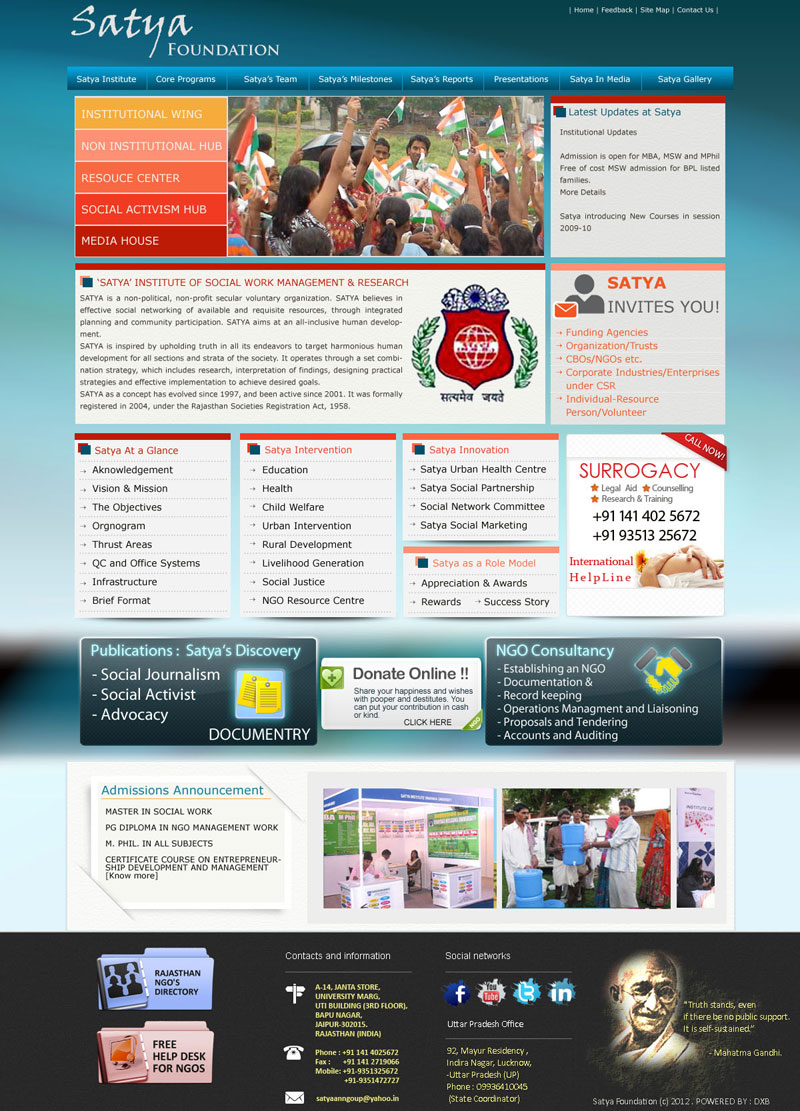 Satya
FOUNDATION
| Home | Feedback | Site Map | Contact Us |
Satya Institute
Core Programs
Satya's Team
Satya's Milestones
Satya's Reports
Presentations
Satya In Media
Satya Gallery
INSTITUTIONAL WING
NON INSTITUTIONAL HUB
RESOUCE CENTER
SOCIAL ACTIVISM HUB
MEDIA HOUSE
Latest Updates at Satya
Institutional Updates
Admission is open for MBA, MSW and MPhil
Free of cost MSW admission for BPL listed
families.
More Details
Satya introducing New Courses in session
2009-10
'SATYA' INSTITUTE OF SOCIAL WORK MANAGEMENT & RESEARCH
SATYA is a non-political, non-profit secular voluntary organization. SATYA believes in
effective social networking of available and requisite resources, through integrated
planning and community participation. SATYA aims at an all-inclusive human develop-
ment.
SATYA is inspired by upholding truth in all its endeavors to target harmonious human
development for all sections and strata of the society. It operates through a set combi-
nation strategy, which includes research, interpretation of findings, designing practical
strategies and effective implementation to achieve desired goals.
SATYA as a concept has evolved since 1997, and been active since 2001. It was formally
registered in 2004, under the Rajasthan Societies Registration Act, 1958.
सत्यमेव जयते
SATYA
INVITES YOU!
Funding Agencies
Organization/Trusts
CBOs/NGOs etc.
Corporate Industries/Enterprises
under CSR
Individual-Resource
Person/Volunteer
Satya At a Glance
Aknowledgement
Vision & Mission
The Objectives
Orgnogram
Thrust Areas
QC and Office Systems
Infrastructure
Brief Format
Satya Intervention
Education
Health
Child Welfare
Urban Intervention
Rural Development
Livelihood Generation
Social Justice
NGO Resource Centre
Satya Innovation
Satya Urban Health Centre
Satya Social Partnership
Social Network Committee
Satya Social Marketing
Satya as a Role Model
Appreciation & Awards
Rewards
Success Story
CALL NOW!
SURROGACY
Legal Aid Counselling
Research & Training
+91 141 402 5672
+91 93513 25672
International
HelpLine
Publications : Satya's Discovery
- Social Journalism
- Social Activist
- Advocacy
DOCUMENTRY
Donate Online !!
Share your happiness and wishes
with pooper and destitutes. You
can put your contribution in cash
or kind.
CLICK HERE
NGO
NGO Consultancy
- Establishing an NGO
- Documentation &
- Record keeping
- Operations Managment and Liaisoning
- Proposals and Tendering
- Accounts and Auditing
Admissions Announcement
MASTER IN SOCIAL WORK
PG DIPLOMA IN NGO MANAGEMENT WORK
M. PHIL. IN ALL SUBJECTS
CERTIFICATE COURSE ON ENTREPRENEUR-
SHIP DEVELOPMENT AND MANAGEMENT
[Know more]
RAJASTHAN
NGO'S
DIRECTORY
FREE
HELP DESK
FOR NGOS
Contacts and information
A-14, JANTA STORE,
UNIVERSITY MARG,
UTI BUILDING (3RD FLOOR),
BAPU NAGAR,
JAIPUR-302015.
RAJASTHAN (INDIA)
Phone : +91 141 4025672
Fax : +91 141 2719066
Mobile: +91-9351325672
+91-9351472727
satyaanngoup@yahoo.in
Social networks
You
Tube
Uttar Pradesh Office
92, Mayur Residency ,
Indira Nagar, Lucknow,
-Uttar Pradesh (UP)
Phone : 09936410045
(State Coordinator)
"Truth stands, even
if there be no public support.
It is self-sustained."
- Mahatma Gandhi.
Satya Foundation (c) 2012 . POWERED BY : DXB